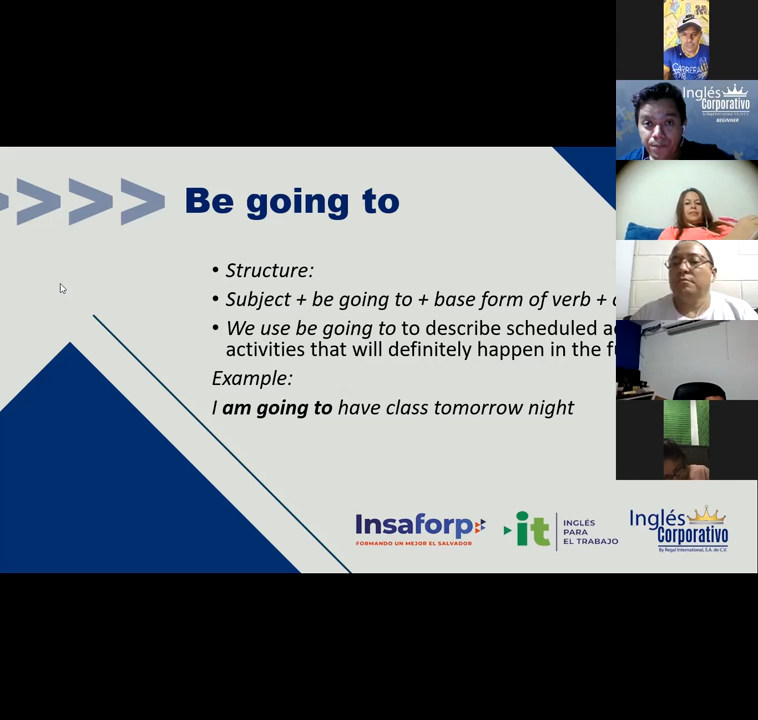 Be going to
• Structure:
• Subject + be going to + base form of verb +
• We use be going to to describe scheduled
activities that will definitely happen in the
Example:
I am going to have class tomorrow night
Insaforp
FORMANDO UN MEJOR EL SALVADOR
it
INGLÉS
PARA
EL TRABAJO
Inglés
Corporativo
By Regal International, S.A. de C.V.
Inglés
Corporativo
BEGINNER
CARRERA